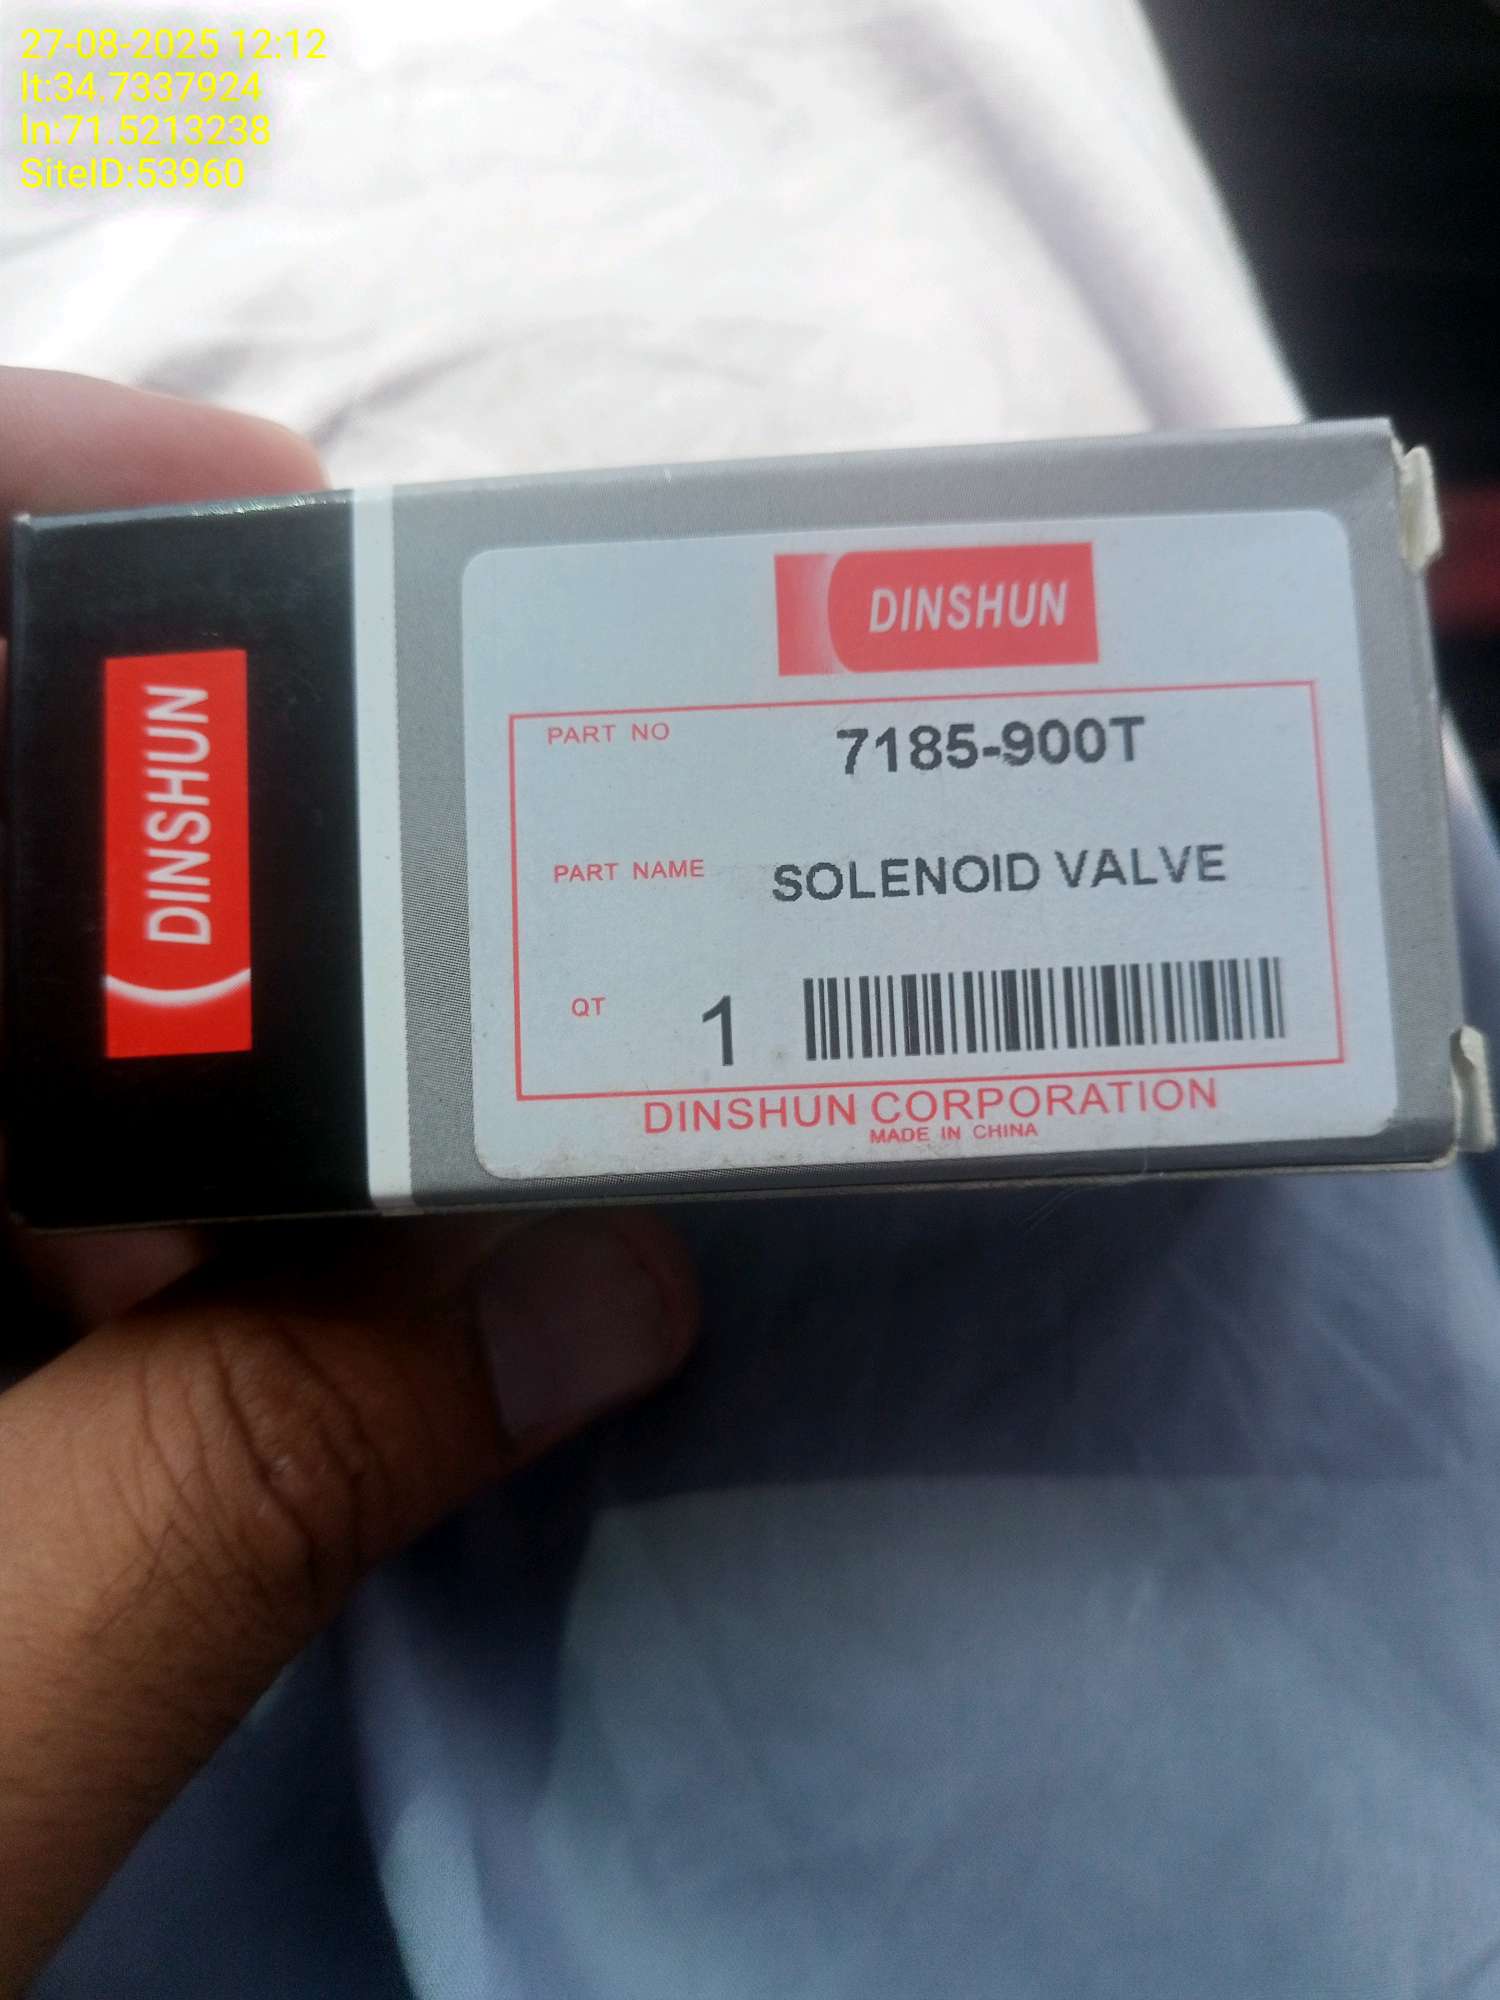 27-08-2025 12:12
lt:34.7337924
ln:71.5213238
SiteID:53960
DINSHUN
DINSHUN
PART NO 7185-900T
PART NAME SOLENOID VALVE
QT 1
DINSHUN CORPORATION
MADE IN CHINA